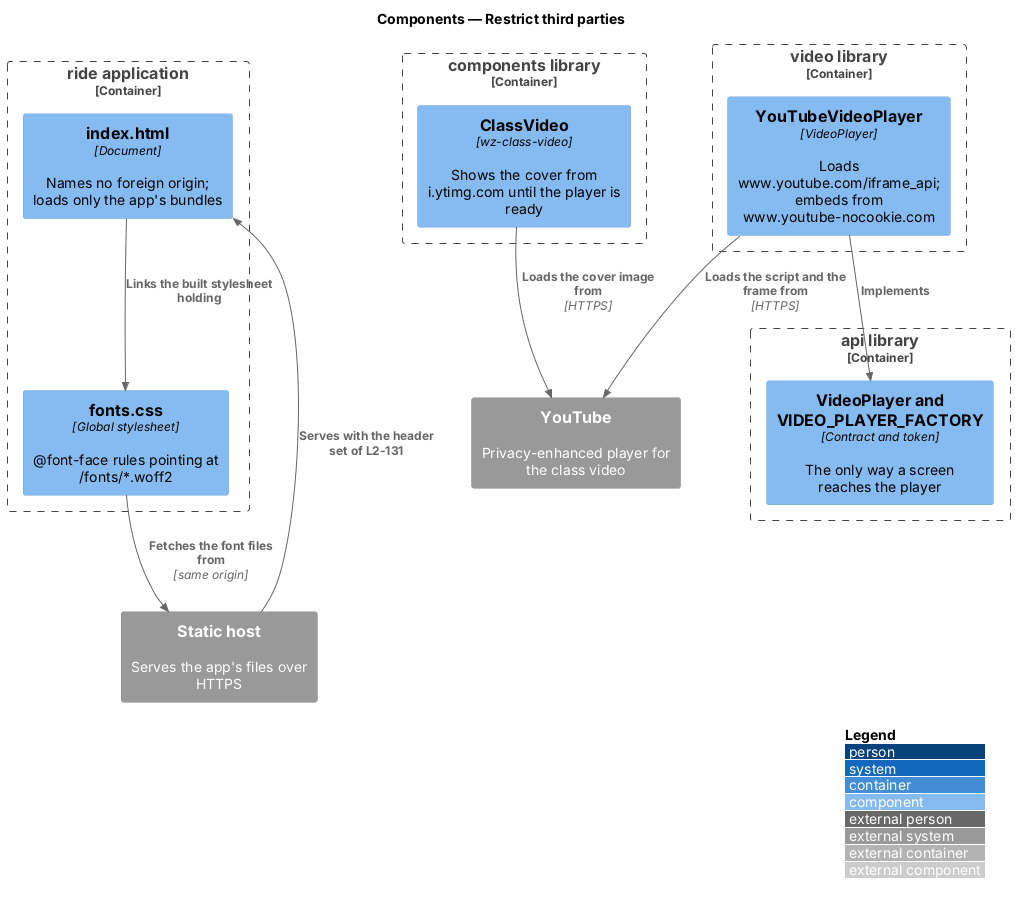 Components — Restrict third parties
ride application
[Container]
index.html
[Document]
Names no foreign origin;
loads only the app's bundles
components library
[Container]
ClassVideo
[wz-class-video]
Shows the cover from
i.ytimg.com until the player is
ready
video library
[Container]
YouTubeVideoPlayer
[VideoPlayer]
Loads
www.youtube.com/iframe_api;
embeds from
www.youtube-nocookie.com
Links the built stylesheet
holding
Loads the cover image
from
[HTTPS]
Loads the script and the
frame from
[HTTPS]
Implements
api library
[Container]
VideoPlayer and
VIDEO_PLAYER_FACTORY
[Contract and token]
The only way a screen
reaches the player
fonts.css
[Global stylesheet]
@font-face rules pointing at
/fonts/*.woff2
YouTube
Privacy-enhanced player for
the class video
Serves with the header
set of L2-131
Fetches the font files
from
[same origin]
Static host
Serves the app's files over
HTTPS
Legend
person
system
container
component
external person
external system
external container
external component